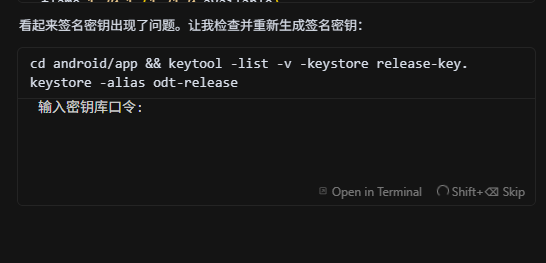 看起来签名密钥出现了问题。让我检查并重新生成签名密钥：
cd android/app && keytool -list -v -keystore release-key.
keystore -alias odt-release
输入密钥库口令：
Open in Terminal Shift+⌫ Skip